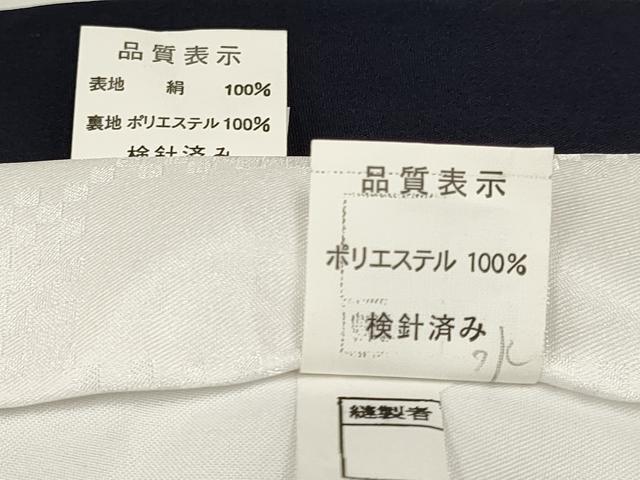 品質表示
表地 絹 100%
裏地 ポリエステル 100%
検針済み
品質表示
ポリエステル 100%
検針済み
水
縫製者